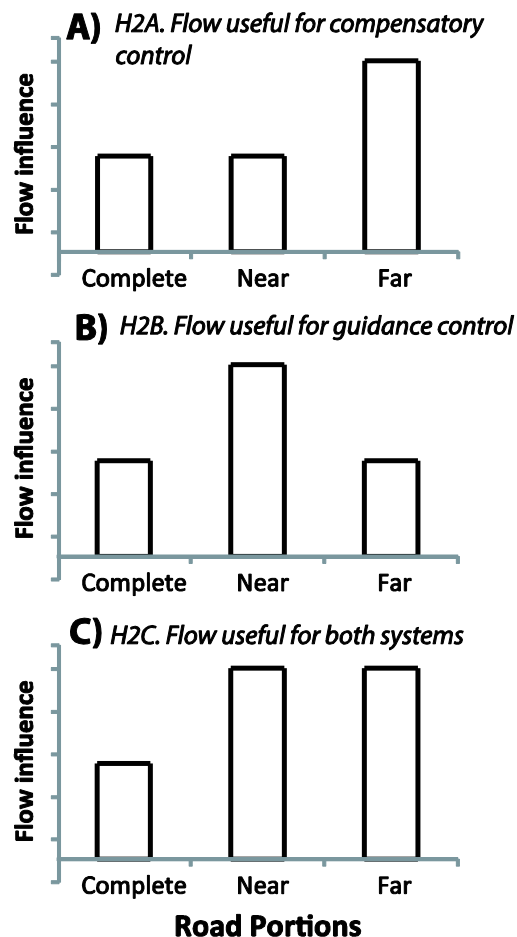 A) H2A. Flow useful for compensatory
control
Flow influence
Complete Near Far
B) H2B. Flow useful for guidance control
Flow influence
Complete Near Far
C) H2C. Flow useful for both systems
Flow influence
Complete Near Far
Road Portions